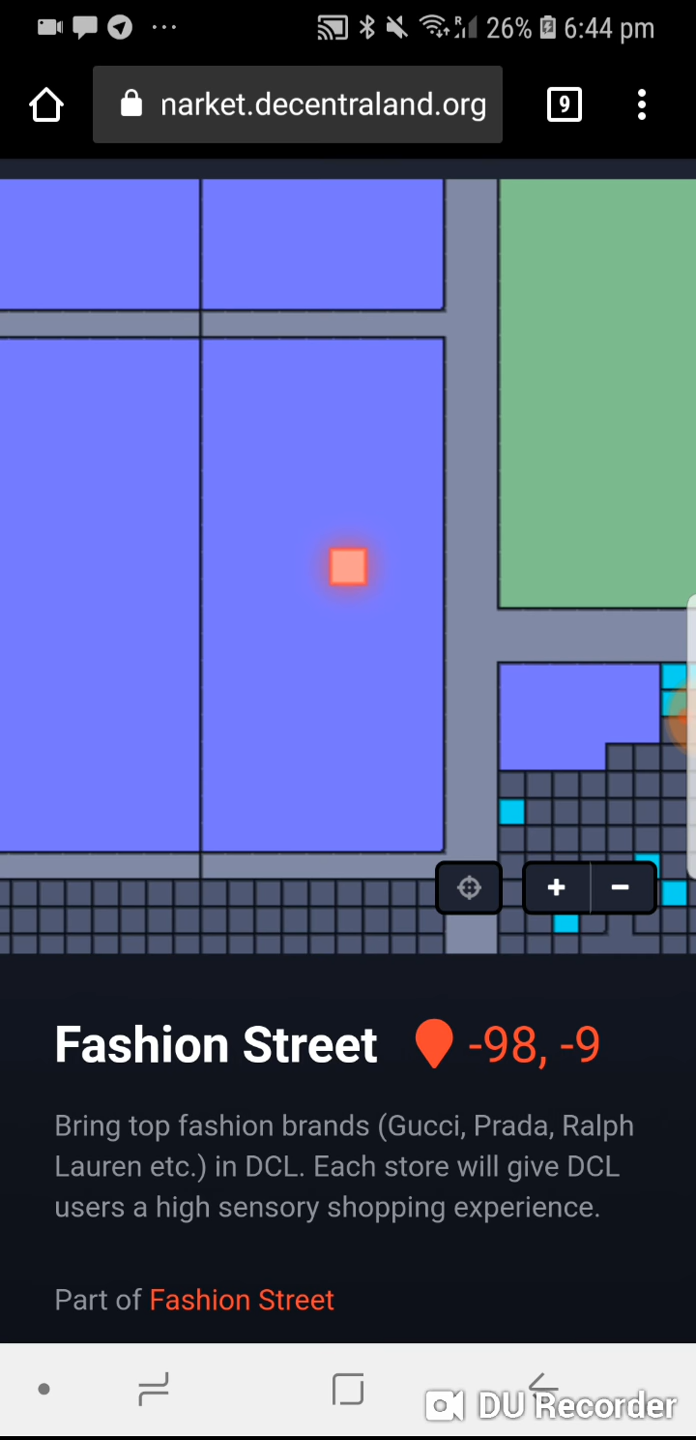 26% 6:44 pm
narket.decentraland.org
9
+ −
Fashion Street -98, -9
Bring top fashion brands (Gucci, Prada, Ralph
Lauren etc.) in DCL. Each store will give DCL
users a high sensory shopping experience.
Part of Fashion Street
DU Recorder